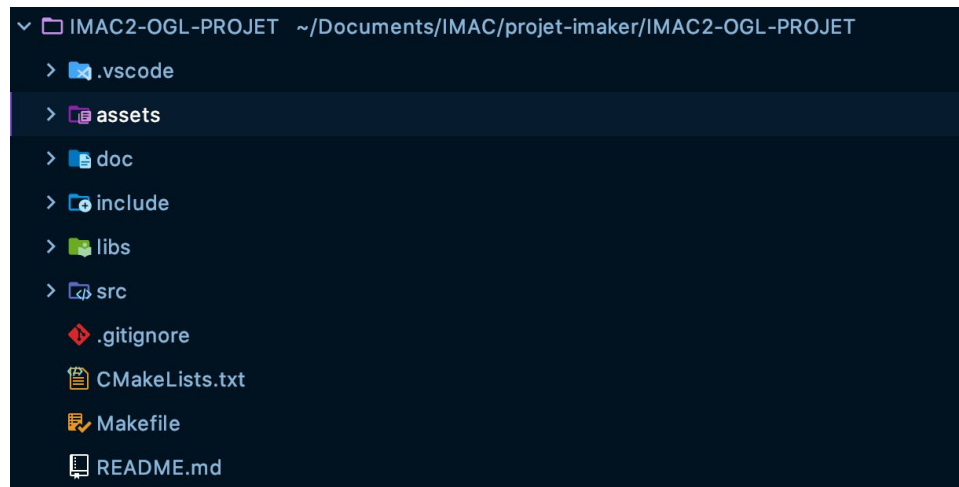 IMAC2-OGL-PROJET ~/Documents/IMAC/projet-imaker/IMAC2-OGL-PROJET
.vscode
assets
doc
include
libs
src
.gitignore
CMakeLists.txt
Makefile
README.md